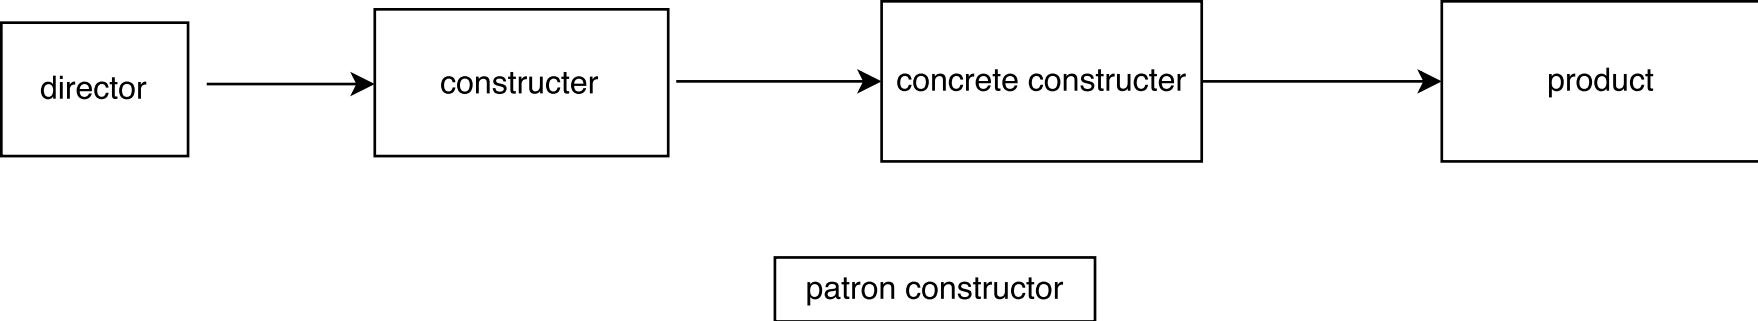 director
constructer
concrete constructer
product
patron constructor